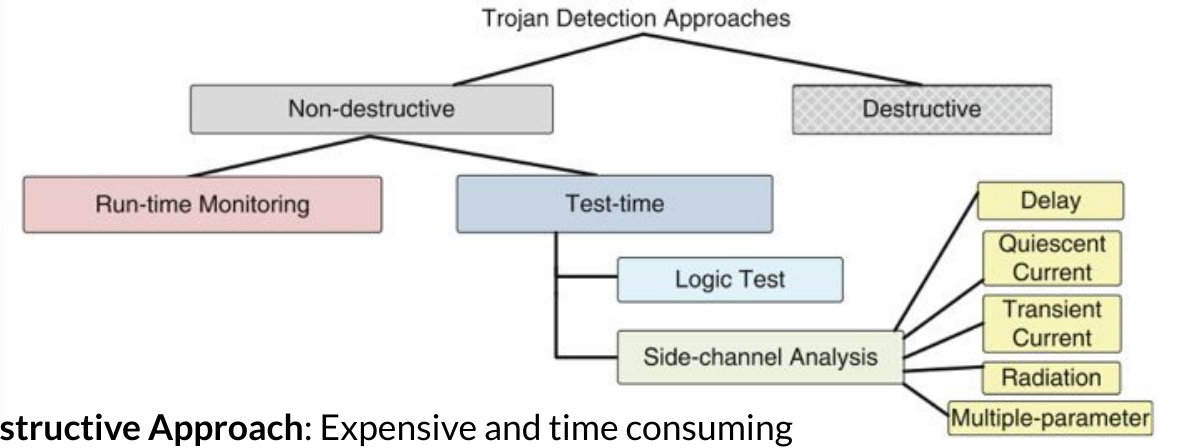 Trojan Detection Approaches
Non-destructive
Destructive
Run-time Monitoring
Test-time
Delay
Quiescent
Current
Logic Test
Transient
Current
Side-channel Analysis
Radiation
Multiple-parameter
structive Approach: Expensive and time consuming